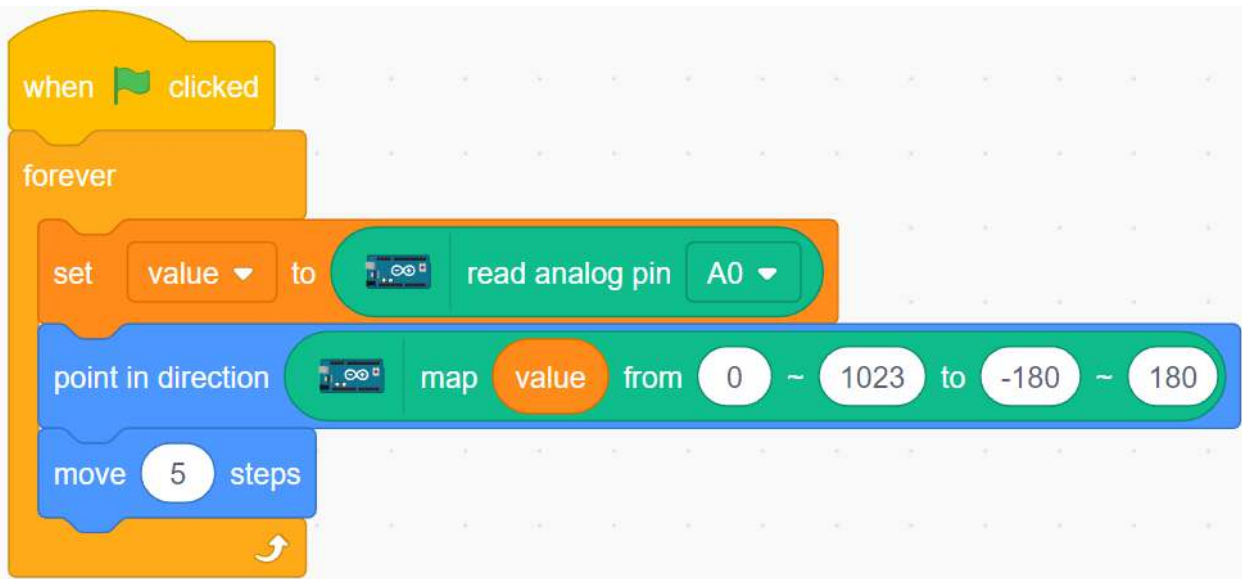 when clicked
forever
set value to read analog pin A0
point in direction map value from 0 ~ 1023 to -180 ~ 180
move 5 steps